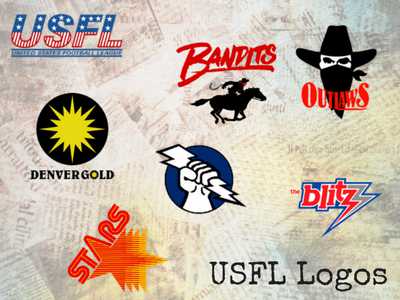 USFL
UNITED STATES FOOTBALL LEAGUE
BANDITS
OUTLAWS
DENVER GOLD
the blitz
STARS
USFL Logos